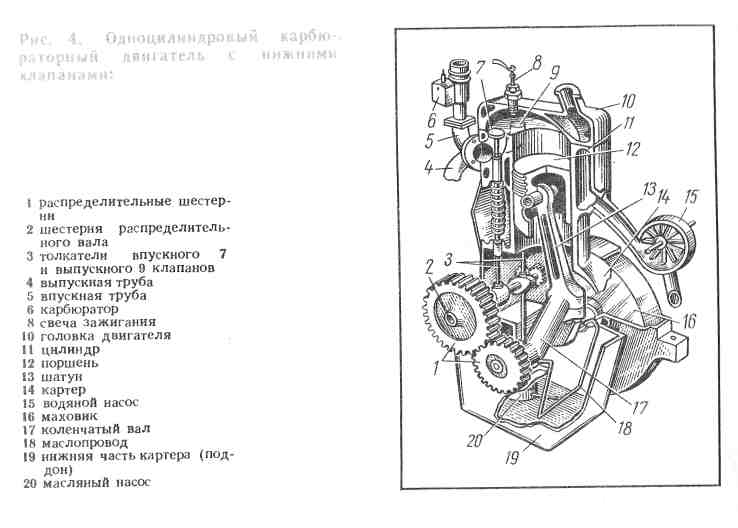 Рис. 4. Одноцилиндровый карбю-
раторный двигатель с нижними
клапанами:
1 распределительные шестер-
ни
2 шестерня распределитель-
ного вала
3 толкатели впускного 7
и выпускного 9 клапанов
4 выпускная труба
5 впускная труба
6 карбюратор
8 свеча зажигания
10 головка двигателя
11 цилиндр
12 поршень
13 шатун
14 картер
15 водяной насос
16 маховик
17 коленчатый вал
18 маслопровод
19 нижняя часть картера (под-
дон)
20 масляный насос
7
8
9
10
6
11
5
12
4
13
14
15
3
2
16
1
17
18
20
19